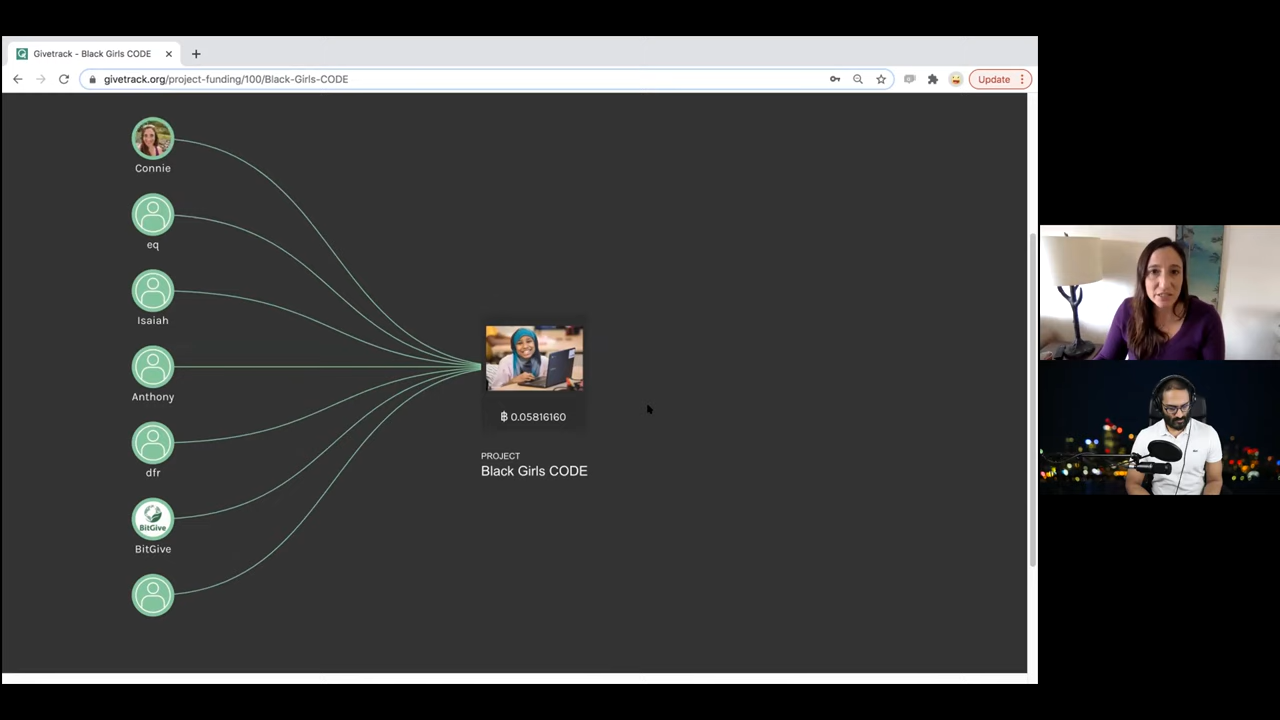 Givetrack - Black Girls CODE
givetrack.org/project-funding/100/Black-Girls-CODE
Update
Connie
eq
Isaiah
Anthony
dfr
BitGive
BitGive
฿ 0.05816160
PROJECT
Black Girls CODE